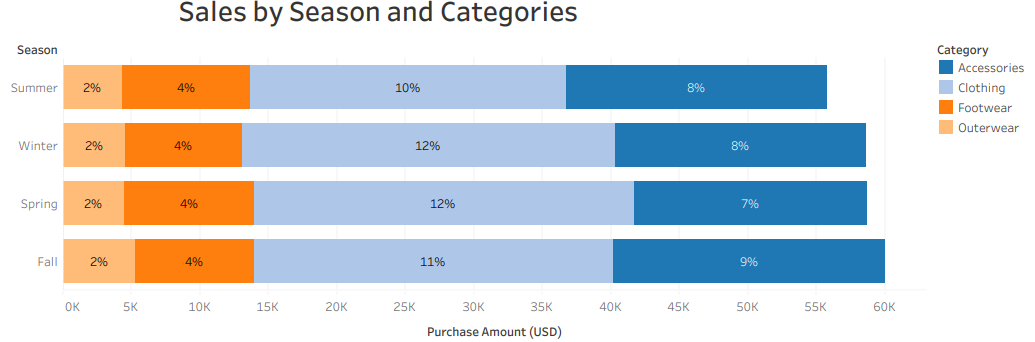 Sales by Season and Categories
Season
Category
Accessories
Clothing
Footwear
Outerwear
Summer 2% 4% 10% 8%
Winter 2% 4% 12% 8%
Spring 2% 4% 12% 7%
Fall 2% 4% 11% 9%
0K 5K 10K 15K 20K 25K 30K 35K 40K 45K 50K 55K 60K
Purchase Amount (USD)